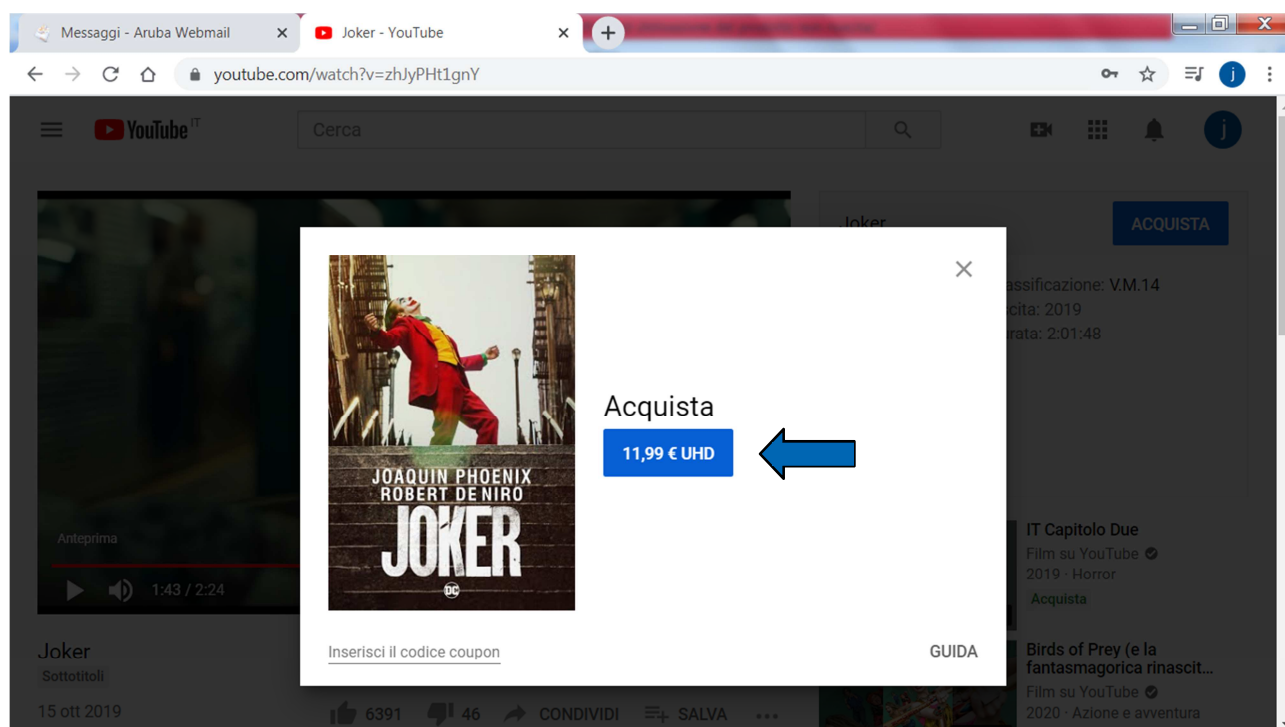 Messaggi - Aruba Webmail
Joker - YouTube
youtube.com/watch?v=zhJyPHt1gnY
j
YouTube IT
Cerca
j
Joker
ACQUISTA
V.M.14
2019
2:01:48
Acquista
11,99 € UHD
JOAQUIN PHOENIX
ROBERT DE NIRO
JOKER
DC
Inserisci il codice coupon
GUIDA
Anteprima
1:43 / 2:24
Joker
Sottotitoli
15 ott 2019
6391
46
CONDIVIDI
SALVA
IT Capitolo Due
Film su YouTube
2019 · Horror
Acquista
Birds of Prey (e la
fantasmagorica rinascit...
Film su YouTube
2020 · Azione e avventura